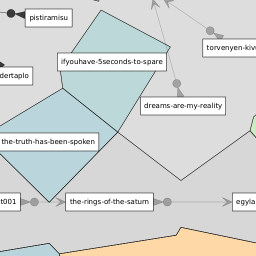 pistiramisu
torvenyen-kiv
ifyouhave-5seconds-to-spare
dertaplo
dreams-are-my-reality
the-truth-has-been-spoken
t001
the-rings-of-the-saturn
egyla